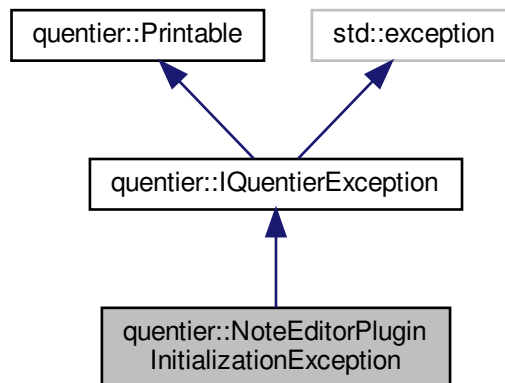 quentier::Printable
std::exception
quentier::IQuentierException
quentier::NoteEditorPlugin
InitializationException